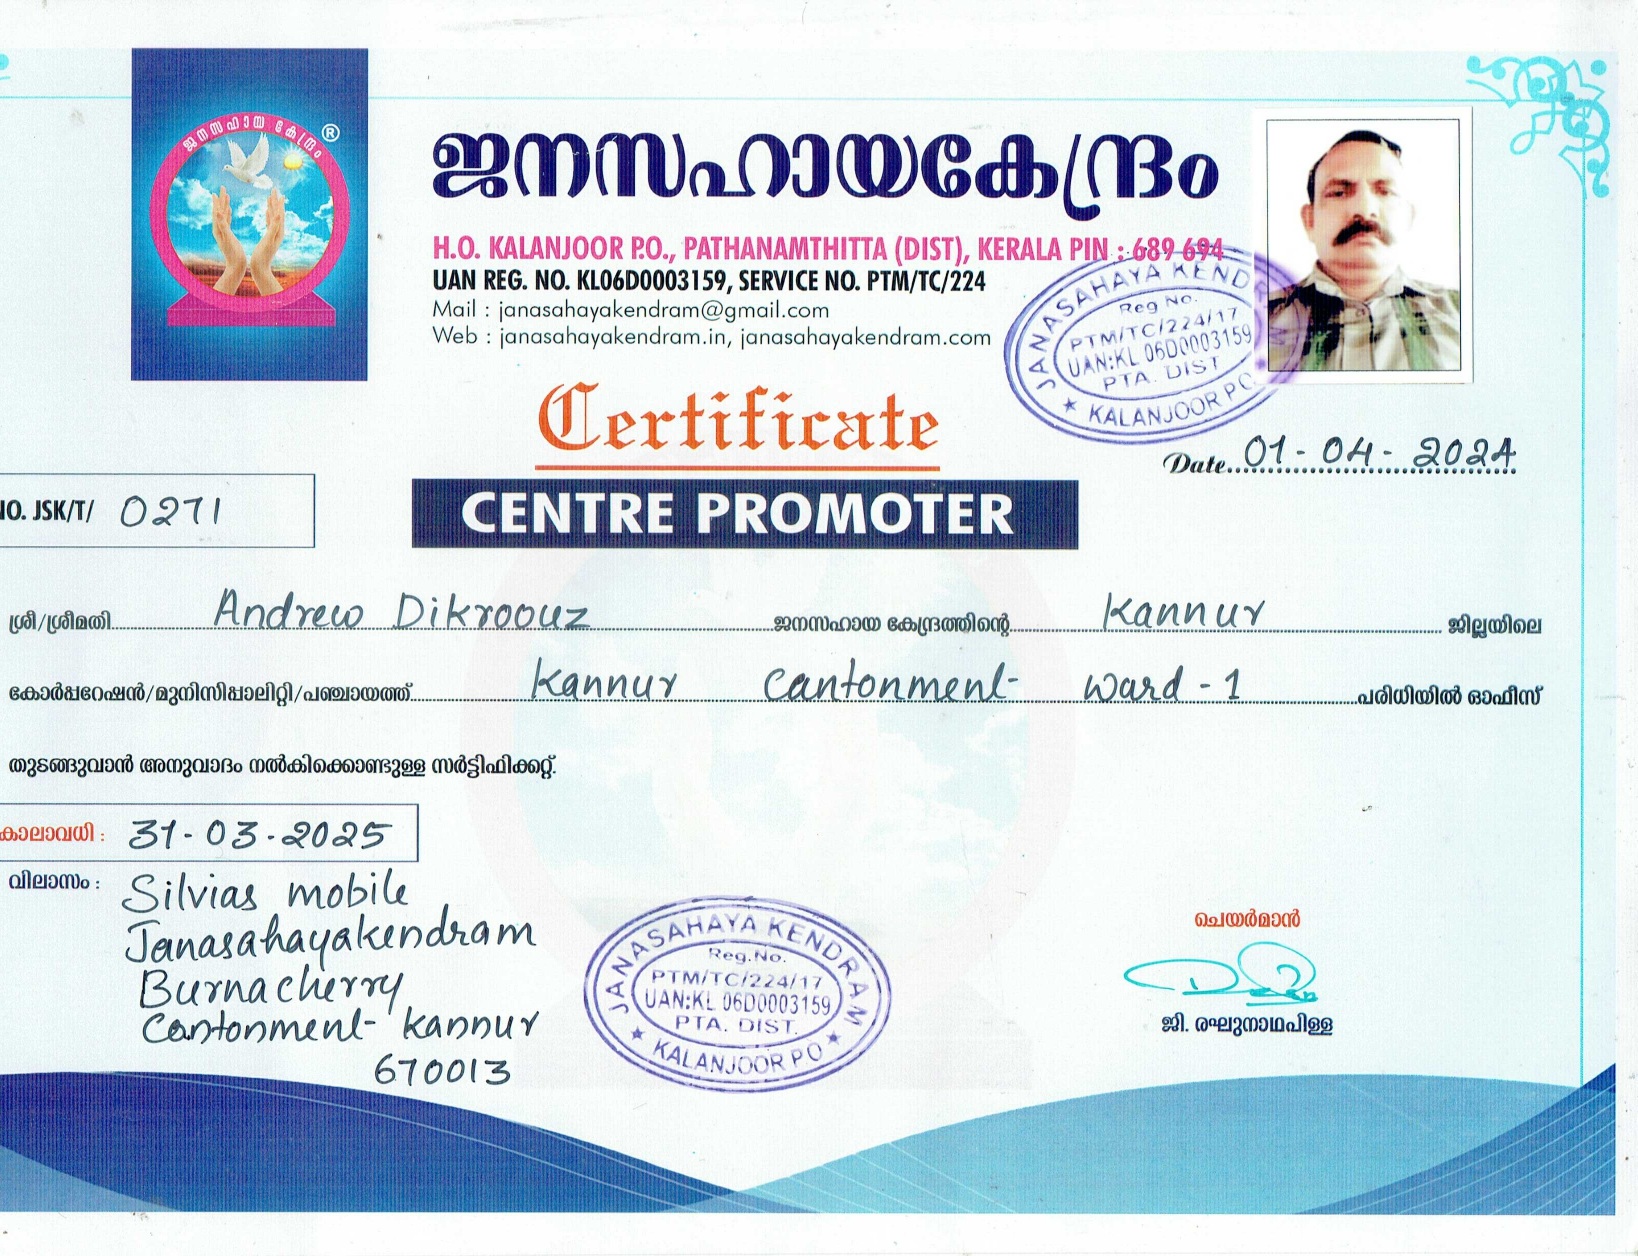 ജനസഹായ കേന്ദ്രം ®
ജനസഹായകേന്ദ്രം
H.O. KALANJOOR P.O., PATHANAMTHITTA (DIST), KERALA PIN : 689 694
UAN REG. NO. KL06D0003159, SERVICE NO. PTM/TC/224
Mail : janasahayakendram@gmail.com
Web : janasahayakendram.in, janasahayakendram.com
JANASAHAYA KENDR M
Reg No.
PTM/TC/224/17
UAN:KL 06D0003159
PTA. DIST
★ KALANJOOR PO
Certificate
Date 01-04-2024
NO. JSK/T/ 0271
CENTRE PROMOTER
ശ്രീ/ശ്രീമതി Andrew Dikroouz ജനസഹായ കേന്ദ്രത്തിന്റെ Kannur ജില്ലയിലെ
കോർപ്പറേഷൻ/മുനിസിപ്പാലിറ്റി/പഞ്ചായത്ത് Kannur Cantonment ward - 1 പരിധിയിൽ ഓഫീസ്
തുടങ്ങുവാൻ അനുവാദം നൽകിക്കൊണ്ടുള്ള സർട്ടിഫിക്കറ്റ്.
കാലാവധി : 31-03-2025
വിലാസം : Silvias mobile
Janasahayakendram
Burnacherry
Cantonment- Kannur
670013
JANASAHAYA KENDRAM
Reg.No.
PTM/TC/224/17
UAN:KL 06D0003159
PTA. DIST.
★ KALANJOOR PO ★
ചെയർമാൻ
ജി. രഘുനാഥപിള്ള